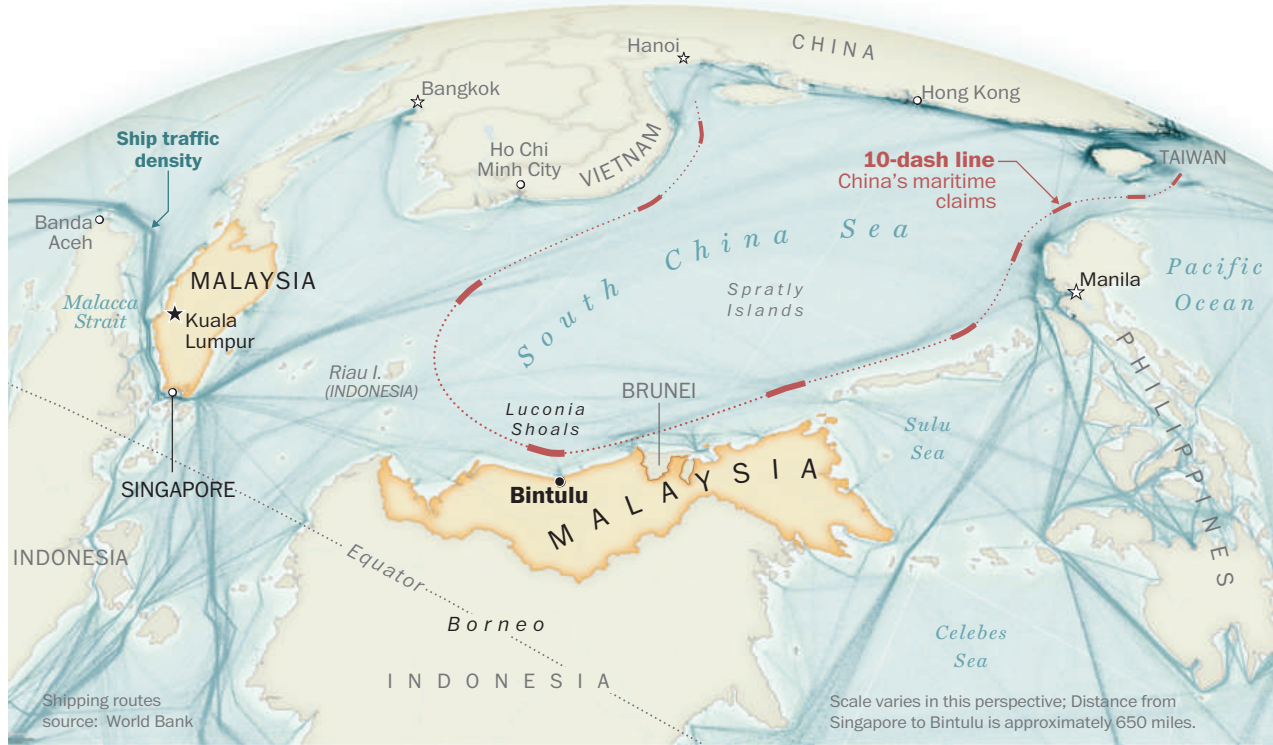 CHINA
Hanoi
Bangkok
Hong Kong
Ship traffic
density
Ho Chi
Minh City
VIETNAM
10-dash line
China's maritime
claims
TAIWAN
Banda
Aceh
South China Sea
MALAYSIA
Malacca
Strait
Kuala
Lumpur
Spratly
Islands
Manila
Pacific
Ocean
Riau I.
(INDONESIA)
BRUNEI
Luconia
Shoals
PHILIPPINES
Sulu
Sea
SINGAPORE
Bintulu
MALAYSIA
INDONESIA
Equator
Borneo
Celebes
Sea
INDONESIA
Shipping routes
source: World Bank
Scale varies in this perspective; Distance from
Singapore to Bintulu is approximately 650 miles.